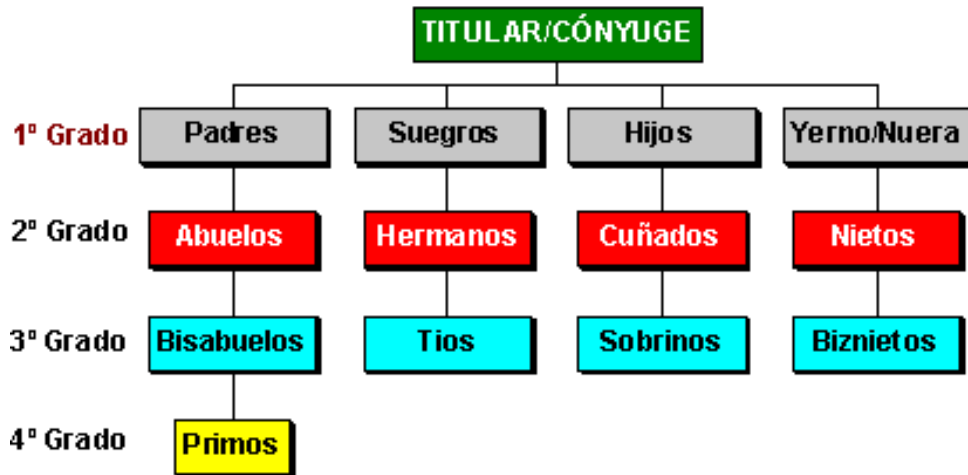 TITULAR/CÓNYUGE
1º Grado Padres Suegros Hijos Yerno/Nuera
2º Grado Abuelos Hermanos Cuñados Nietos
3º Grado Bisabuelos Tios Sobrinos Biznietos
4º Grado Primos